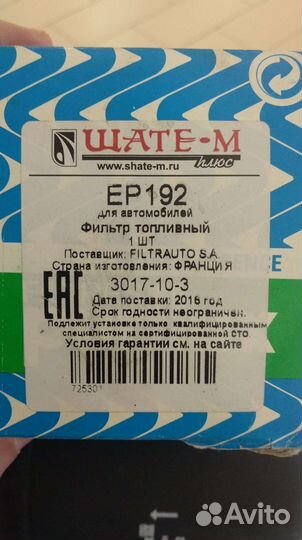 ШАТЕ-М
плюс
www.shate-m.ru
EP192
для автомобилей
Фильтр топливный
1 ШТ
Поставщик: FILTRAUTO S.A.
Страна изготовления: ФРАНЦИЯ
ENCE
EAC
3017-10-3
Дата поставки: 2016 год
Срок годности неограничен.
Подлежит установке только квалифицированным
специалистом на сертифицированной СТО.
Условия гарантии см. на сайте
725301
Avito